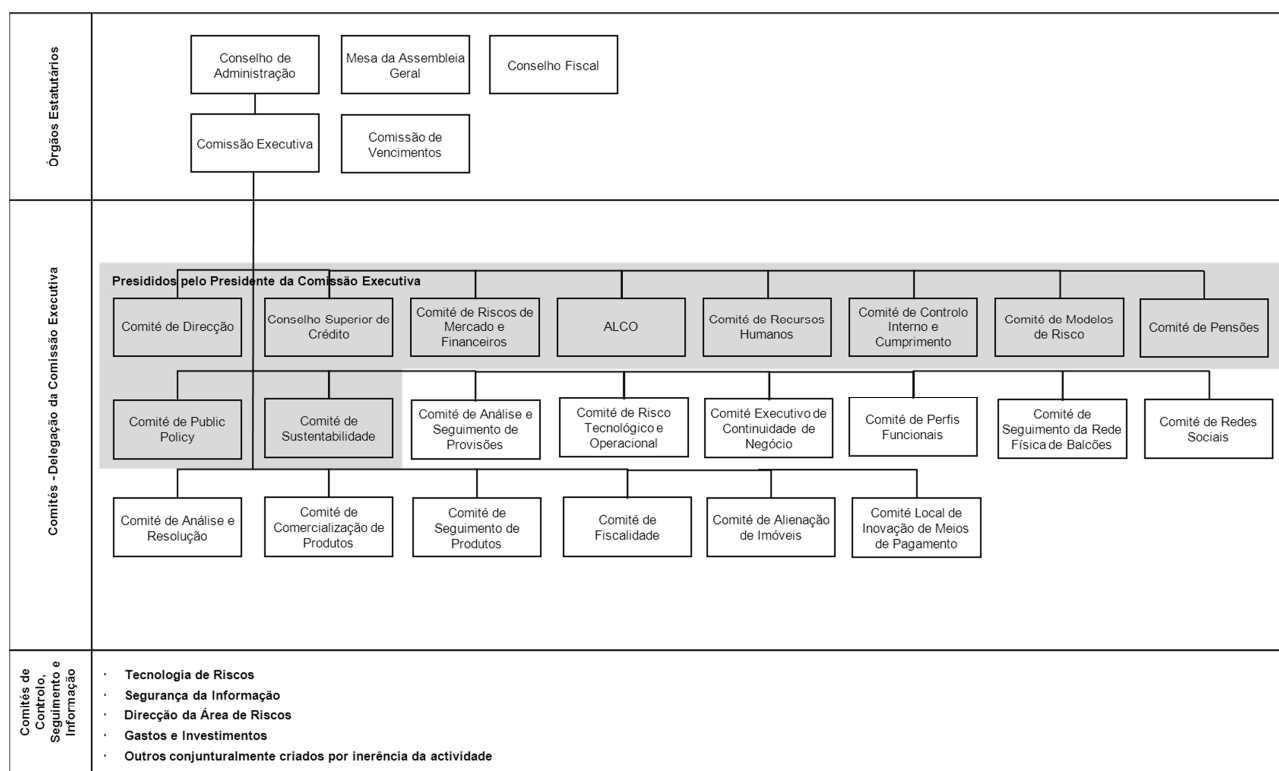 Órgãos Estatutários
Conselho de
Administração
Mesa da Assembleia
Geral
Conselho Fiscal
Comissão Executiva
Comissão de
Vencimentos
Comités -Delegação da Comissão Executiva
Presididos pelo Presidente da Comissão Executiva
Comité de Direcção
Conselho Superior de
Crédito
Comité de Riscos de
Mercado e
Financeiros
ALCO
Comité de Recursos
Humanos
Comité de Controlo
Interno e
Cumprimento
Comité de Modelos
de Risco
Comité de Pensões
Comité de Public
Policy
Comité de
Sustentabilidade
Comité de Análise e
Seguimento de
Provisões
Comité de Risco
Tecnológico e
Operacional
Comité Executivo de
Continuidade de
Negócio
Comité de Perfis
Funcionais
Comité de
Seguimento da Rede
Física de Balcões
Comité de Redes
Sociais
Comité de Análise e
Resolução
Comité de
Comercialização de
Produtos
Comité de
Seguimento de
Produtos
Comité de
Fiscalidade
Comité de Alienação
de Imóveis
Comité Local de
Inovação de Meios
de Pagamento
Comités de
Controlo,
Seguimento e
Informação
· Tecnologia de Riscos
· Segurança da Informação
· Direcção da Área de Riscos
· Gastos e Investimentos
· Outros conjunturalmente criados por inerência da actividade